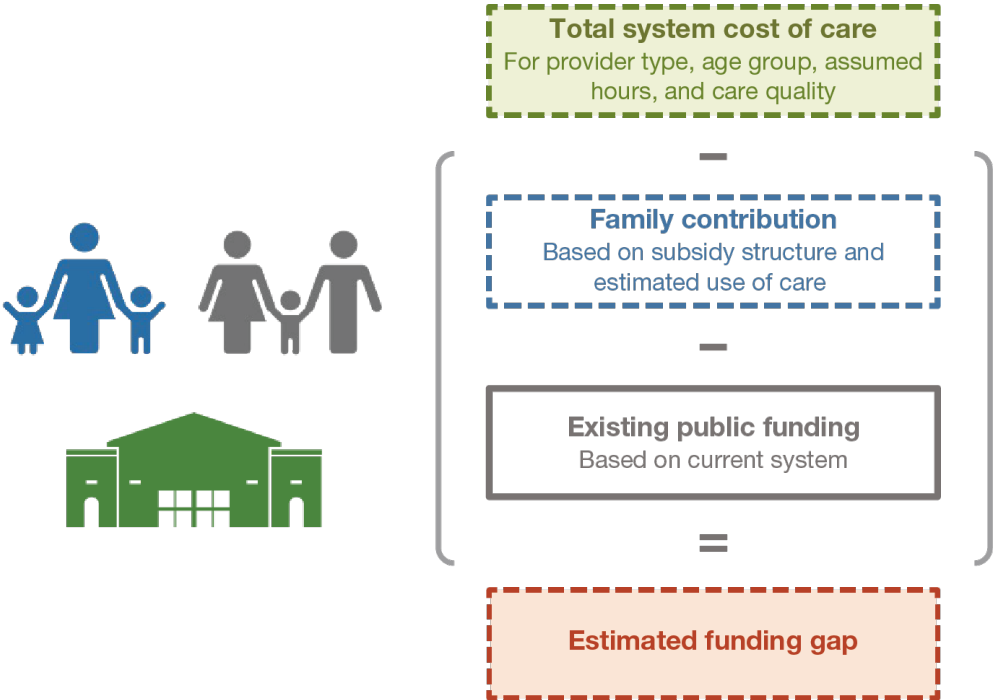 Total system cost of care
For provider type, age group, assumed
hours, and care quality
–
Family contribution
Based on subsidy structure and
estimated use of care
–
Existing public funding
Based on current system
=
Estimated funding gap